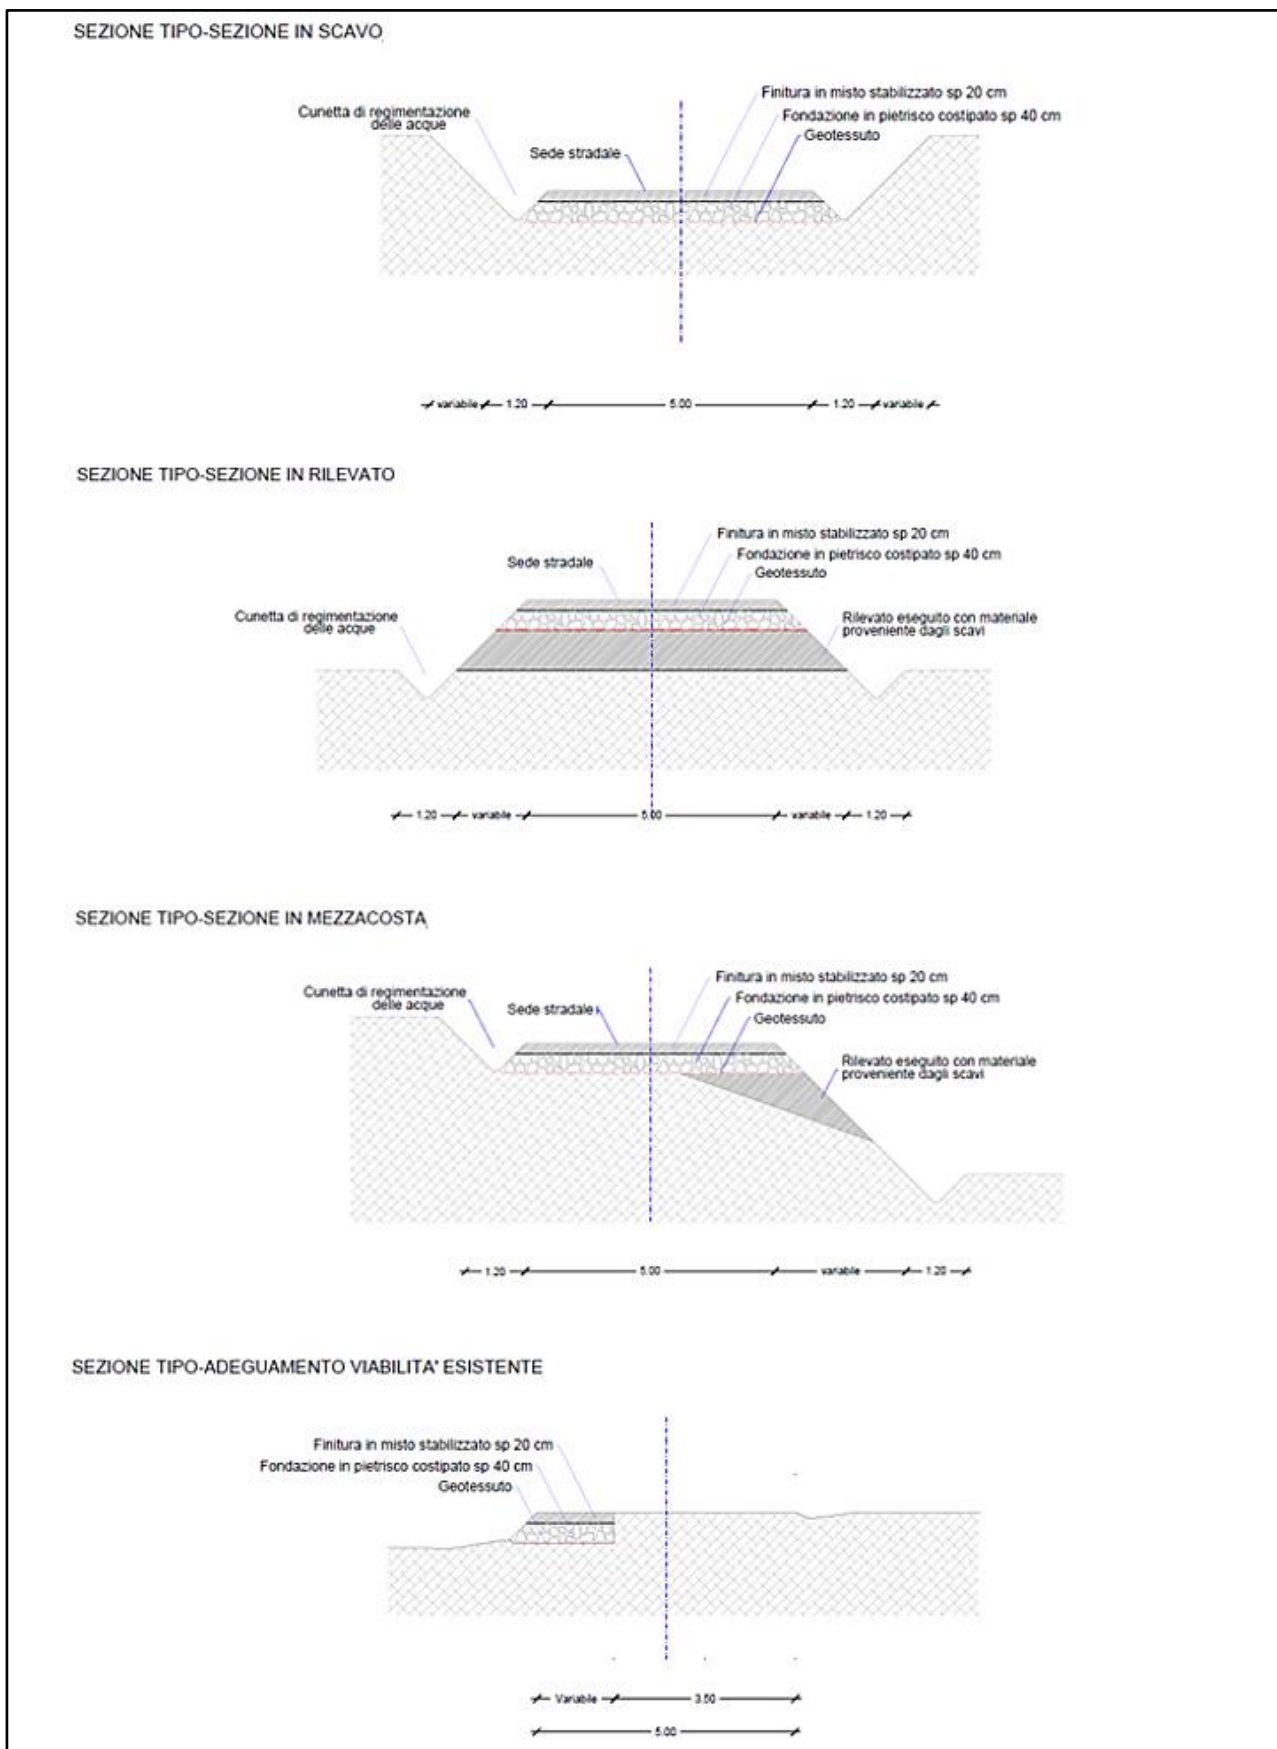 SEZIONE TIPO-SEZIONE IN SCAVO
Finitura in misto stabilizzato sp 20 cm
Cunetta di regimentazione
delle acque
Fondazione in pietrisco costipato sp 40 cm
Geotessuto
Sede stradale
variabile 1.20 5.00 1.20 variabile
SEZIONE TIPO-SEZIONE IN RILEVATO
Finitura in misto stabilizzato sp 20 cm
Fondazione in pietrisco costipato sp 40 cm
Sede stradale
Geotessuto
Cunetta di regimentazione
delle acque
Rilevato eseguito con materiale
proveniente dagli scavi
1.20 variabile 5.00 variabile 1.20
SEZIONE TIPO-SEZIONE IN MEZZACOSTA
Finitura in misto stabilizzato sp 20 cm
Cunetta di regimentazione
delle acque
Fondazione in pietrisco costipato sp 40 cm
Sede stradale
Geotessuto
Rilevato eseguito con materiale
proveniente dagli scavi
1.20 5.00 variabile 1.20
SEZIONE TIPO-ADEGUAMENTO VIABILITA' ESISTENTE
Finitura in misto stabilizzato sp 20 cm
Fondazione in pietrisco costipato sp 40 cm
Geotessuto
Variabile 3.50
5.00